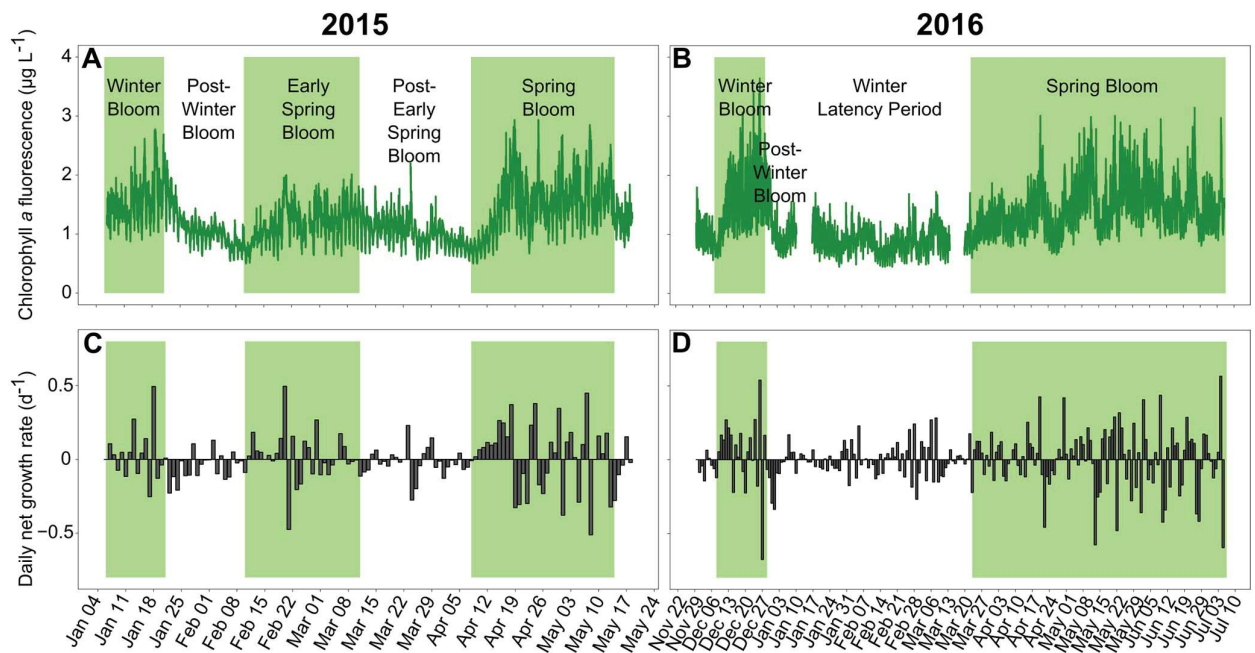 2015
2016
A
B
Chlorophyll a fluorescence (µg L⁻¹)
4
3
2
1
0
Winter
Bloom
Post-
Winter
Bloom
Early
Spring
Bloom
Post-
Early
Spring
Bloom
Spring
Bloom
Winter
Bloom
Post-
Winter
Bloom
Winter
Latency Period
Spring Bloom
C
D
Daily net growth rate (d⁻¹)
0.5
0
−0.5
Jan 04
Jan 11
Jan 18
Jan 25
Feb 01
Feb 08
Feb 15
Feb 22
Mar 01
Mar 08
Mar 15
Mar 22
Mar 29
Apr 05
Apr 12
Apr 19
Apr 26
May 03
May 10
May 17
May 24
Nov 22
Nov 29
Dec 06
Dec 13
Dec 20
Dec 27
Jan 03
Jan 10
Jan 17
Jan 24
Jan 31
Feb 07
Feb 14
Feb 21
Feb 28
Mar 06
Mar 13
Mar 20
Mar 27
Apr 03
Apr 10
Apr 17
Apr 24
May 01
May 08
May 15
May 22
May 29
Jun 05
Jun 12
Jun 19
Jun 29
Jul 03
Jul 10